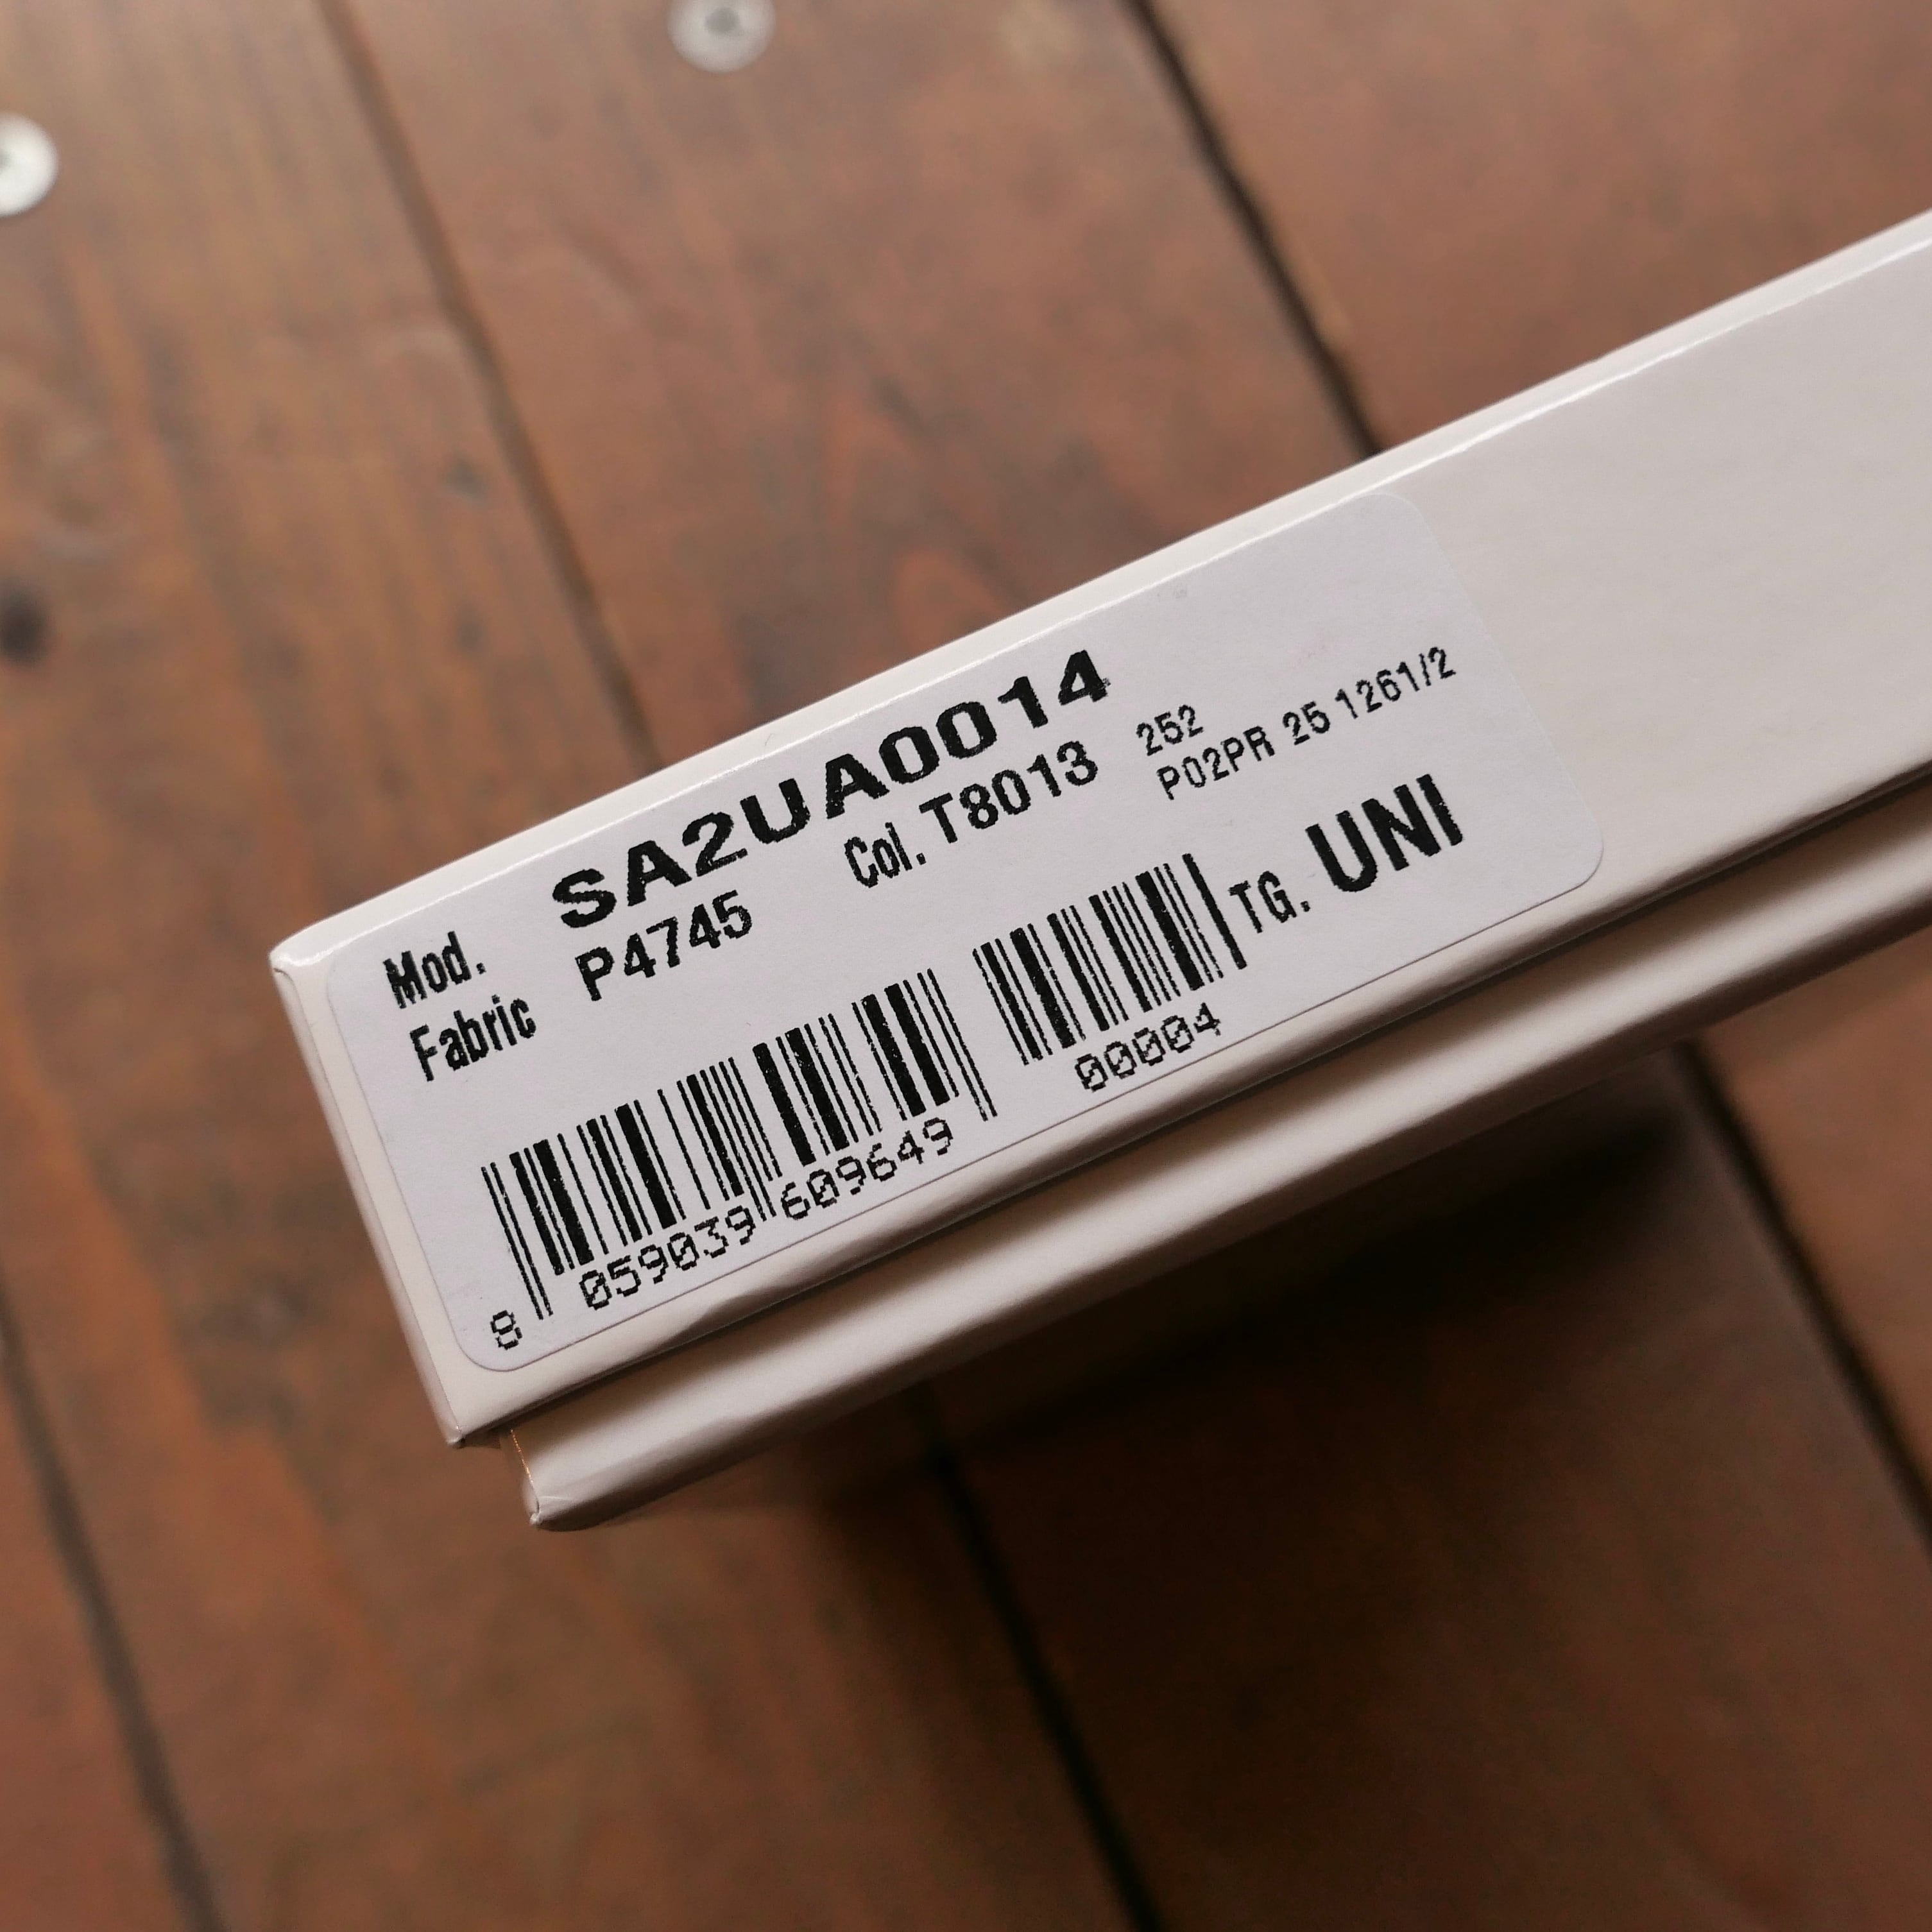 Mod. SA2UA0014
Fabric P4745 Col. T8013 252
P02PR 25 1261/2
TG. UNI
8 059039 609649 00004